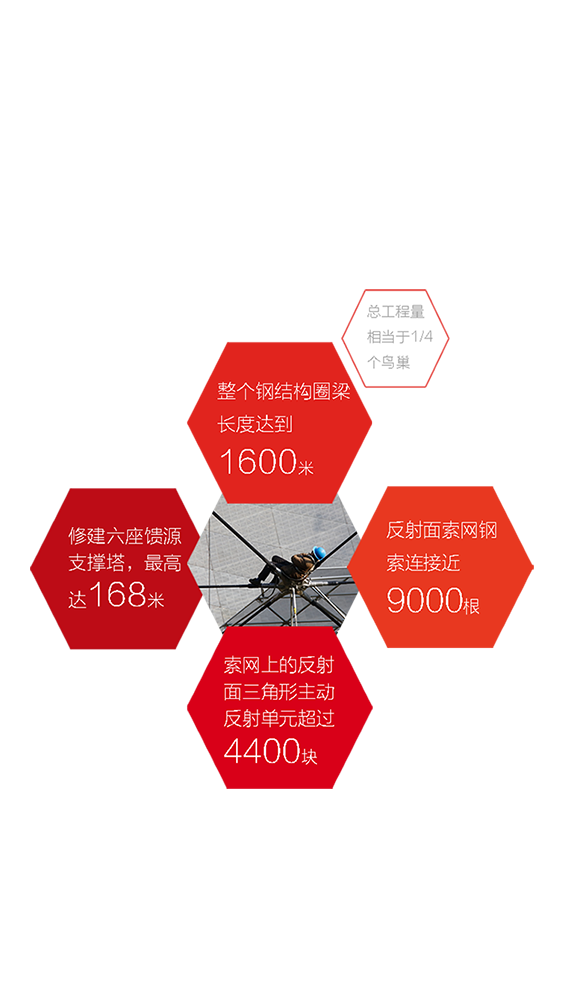 总工程量
相当于1/4
个鸟巢
整个钢结构圈梁
长度达到
1600米
修建六座馈源
支撑塔，最高
达168米
反射面索网钢
索连接近
9000根
索网上的反射
面三角形主动
反射单元超过
4400块